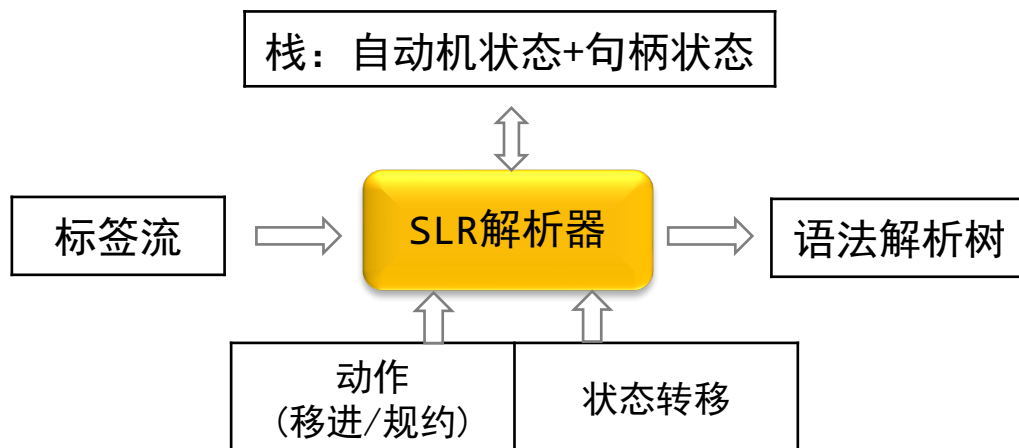 栈：自动机状态+句柄状态
标签流
SLR解析器
语法解析树
动作
(移进/规约)
状态转移